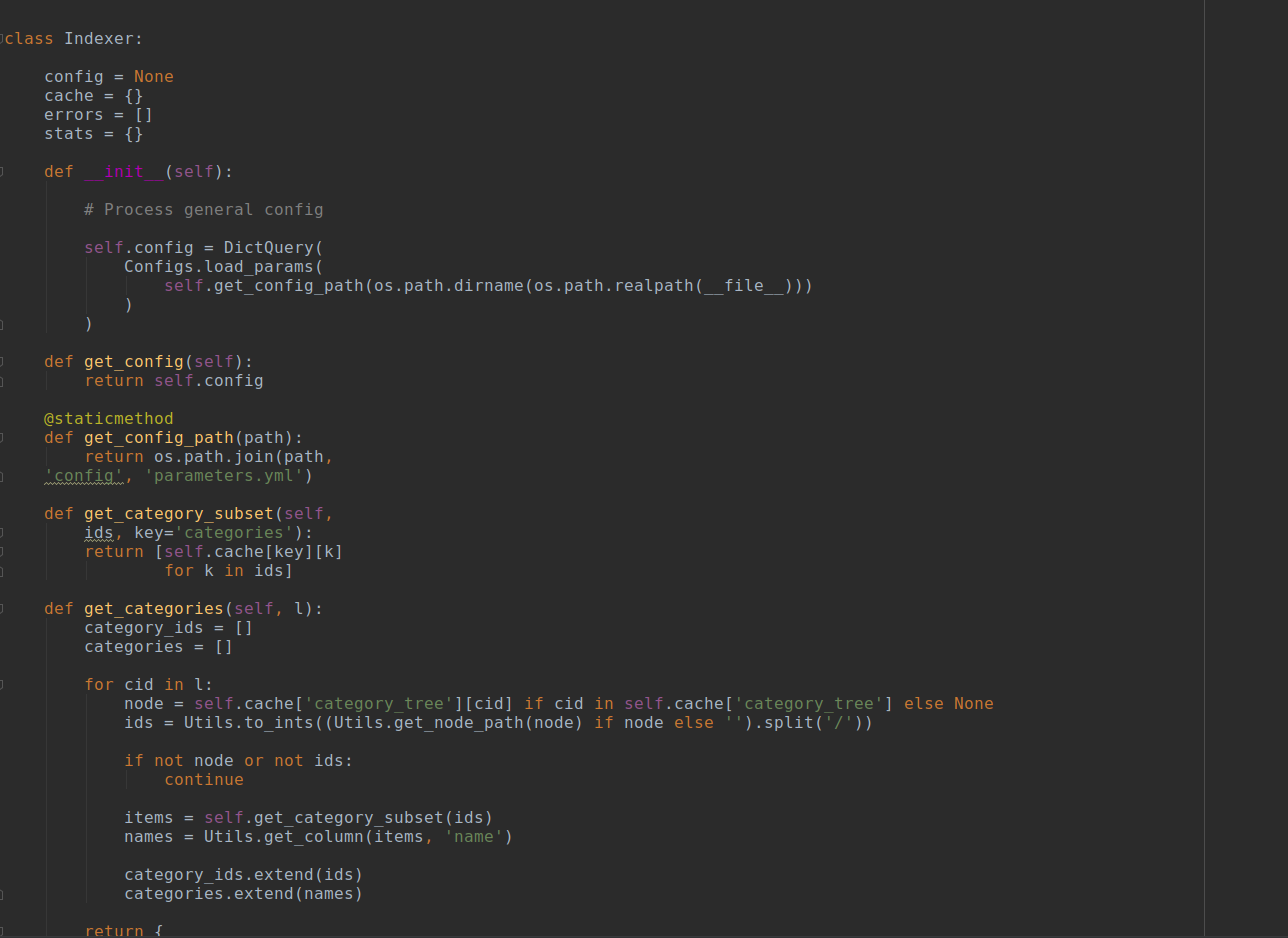 class Indexer:
    config = None
    cache = {}
    errors = []
    stats = {}
    def __init__(self):
        # Process general config
        self.config = DictQuery(
            Configs.load_params(
                self.get_config_path(os.path.dirname(os.path.realpath(__file__)))
            )
        )
    def get_config(self):
        return self.config
    @staticmethod
    def get_config_path(path):
        return os.path.join(path,
    'config', 'parameters.yml')
    def get_category_subset(self,
        ids, key='categories'):
        return [self.cache[key][k]
                for k in ids]
    def get_categories(self, l):
        category_ids = []
        categories = []
        for cid in l:
            node = self.cache['category_tree'][cid] if cid in self.cache['category_tree'] else None
            ids = Utils.to_ints((Utils.get_node_path(node) if node else '').split('/'))
            if not node or not ids:
                continue
            items = self.get_category_subset(ids)
            names = Utils.get_column(items, 'name')
            category_ids.extend(ids)
            categories.extend(names)
        return {